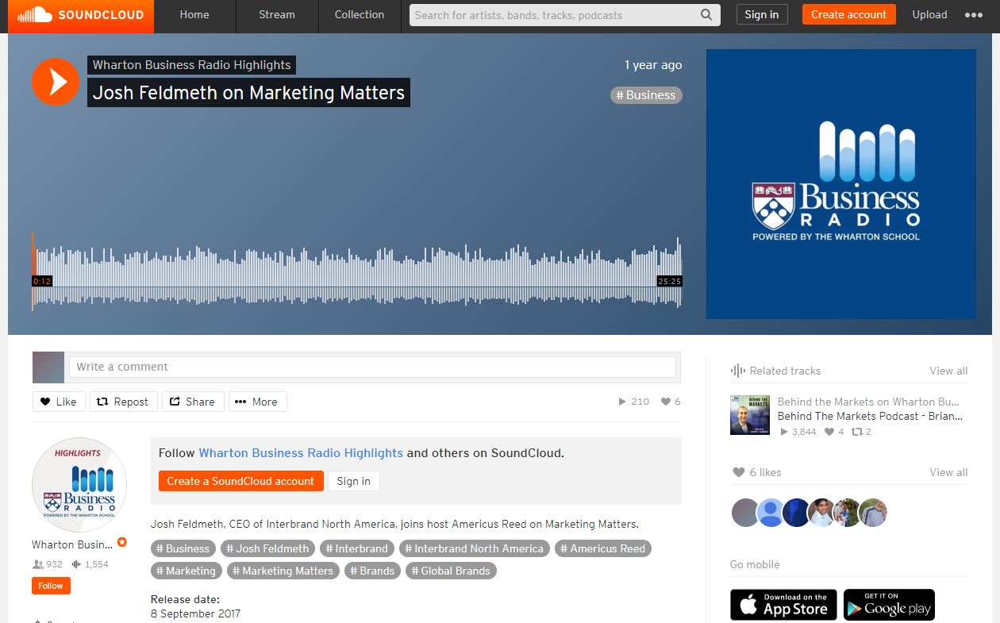 SOUNDCLOUD
Home
Stream
Collection
Search for artists, bands, tracks, podcasts
Sign in
Create account
Upload
Wharton Business Radio Highlights
1 year ago
Josh Feldmeth on Marketing Matters
# Business
Business
RADIO
POWERED BY THE WHARTON SCHOOL
0:12
25:25
Write a comment
Like
Repost
Share
More
210
6
Related tracks
View all
BEHIND THE
MARKETS
Behind the Markets on Wharton Bu...
Behind The Markets Podcast - Brian...
3,844
4
2
HIGHLIGHTS
Business
RADIO
POWERED BY THE WHARTON SCHOOL
Wharton Busin...
932
1,554
Follow
Follow Wharton Business Radio Highlights and others on SoundCloud.
Create a SoundCloud account
Sign in
Josh Feldmeth, CEO of Interbrand North America, joins host Americus Reed on Marketing Matters.
# Business
# Josh Feldmeth
# Interbrand
# Interbrand North America
# Americus Reed
# Marketing
# Marketing Matters
# Brands
# Global Brands
Release date:
8 September 2017
6 likes
View all
Go mobile
Download on the
App Store
GET IT ON
Google play